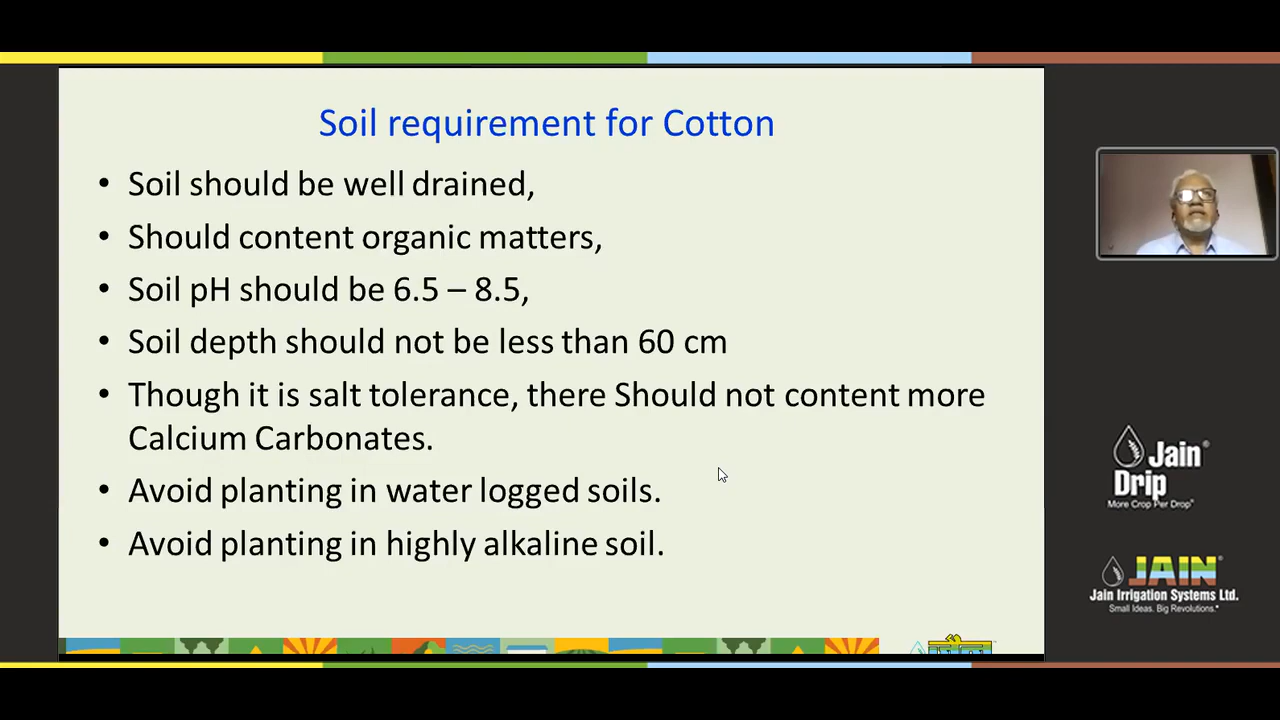 Soil requirement for Cotton
• Soil should be well drained,
• Should content organic matters,
• Soil pH should be 6.5 – 8.5,
• Soil depth should not be less than 60 cm
• Though it is salt tolerance, there Should not content more
Calcium Carbonates.
• Avoid planting in water logged soils.
• Avoid planting in highly alkaline soil.
Jain®
Drip
More Crop Per Drop®
JAIN®
Jain Irrigation Systems Ltd.
Small Ideas. Big Revolutions.®